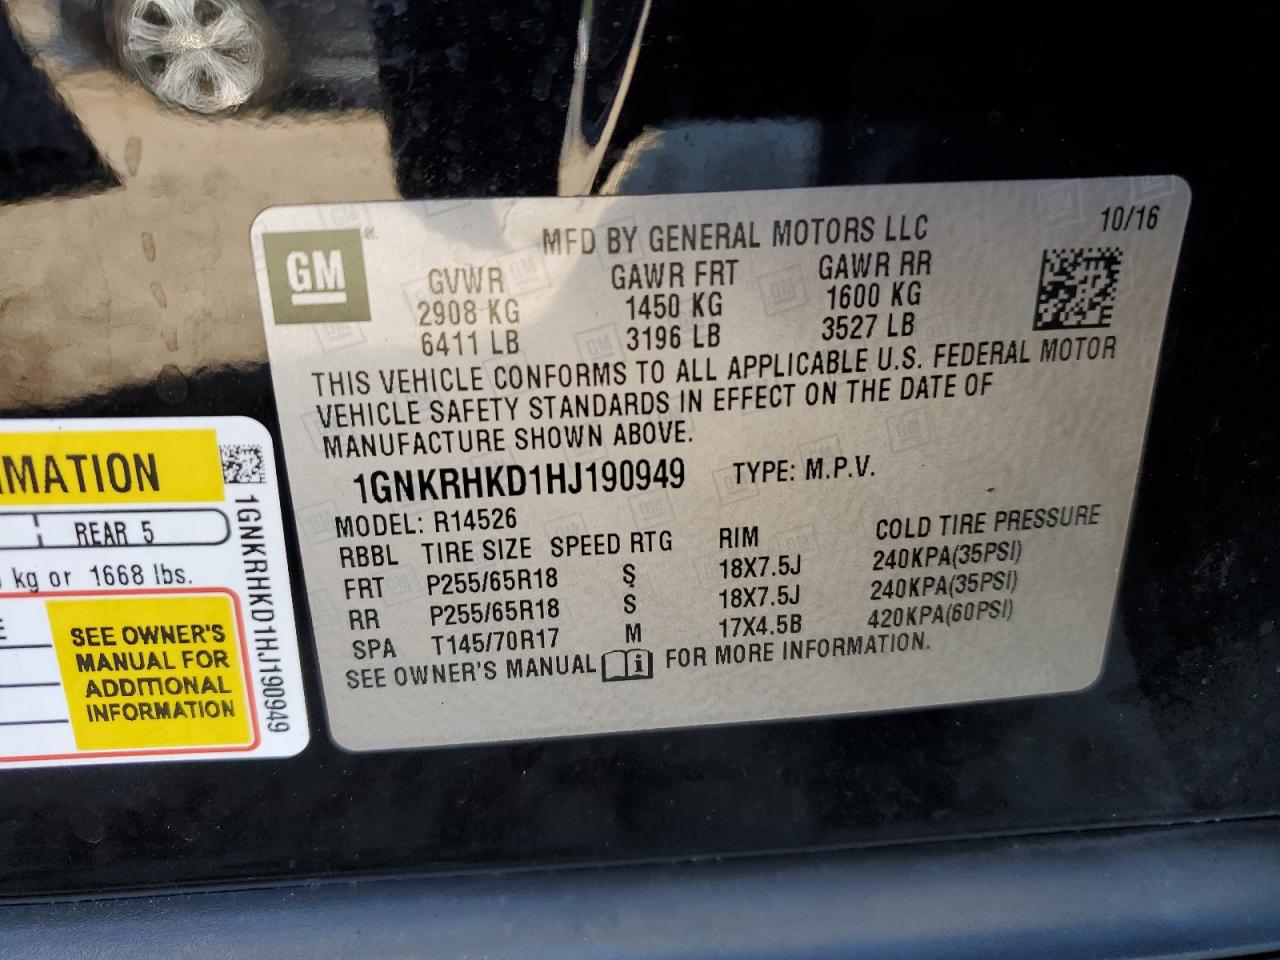 GM
MFD BY GENERAL MOTORS LLC
10/16
GVWR GAWR FRT GAWR RR
2908 KG 1450 KG 1600 KG
6411 LB 3196 LB 3527 LB
THIS VEHICLE CONFORMS TO ALL APPLICABLE U.S. FEDERAL MOTOR
VEHICLE SAFETY STANDARDS IN EFFECT ON THE DATE OF
MANUFACTURE SHOWN ABOVE.
1GNKRHKD1HJ190949 TYPE: M.P.V.
MODEL: R14526
RBBL TIRE SIZE SPEED RTG RIM COLD TIRE PRESSURE
FRT P255/65R18 S 18X7.5J 240KPA(35PSI)
RR P255/65R18 S 18X7.5J 240KPA(35PSI)
SPA T145/70R17 M 17X4.5B 420KPA(60PSI)
SEE OWNER'S MANUAL i FOR MORE INFORMATION.
MATION
REAR 5
kg or 1668 lbs.
SEE OWNER'S
MANUAL FOR
ADDITIONAL
INFORMATION
1GNKRHKD1HJ190949